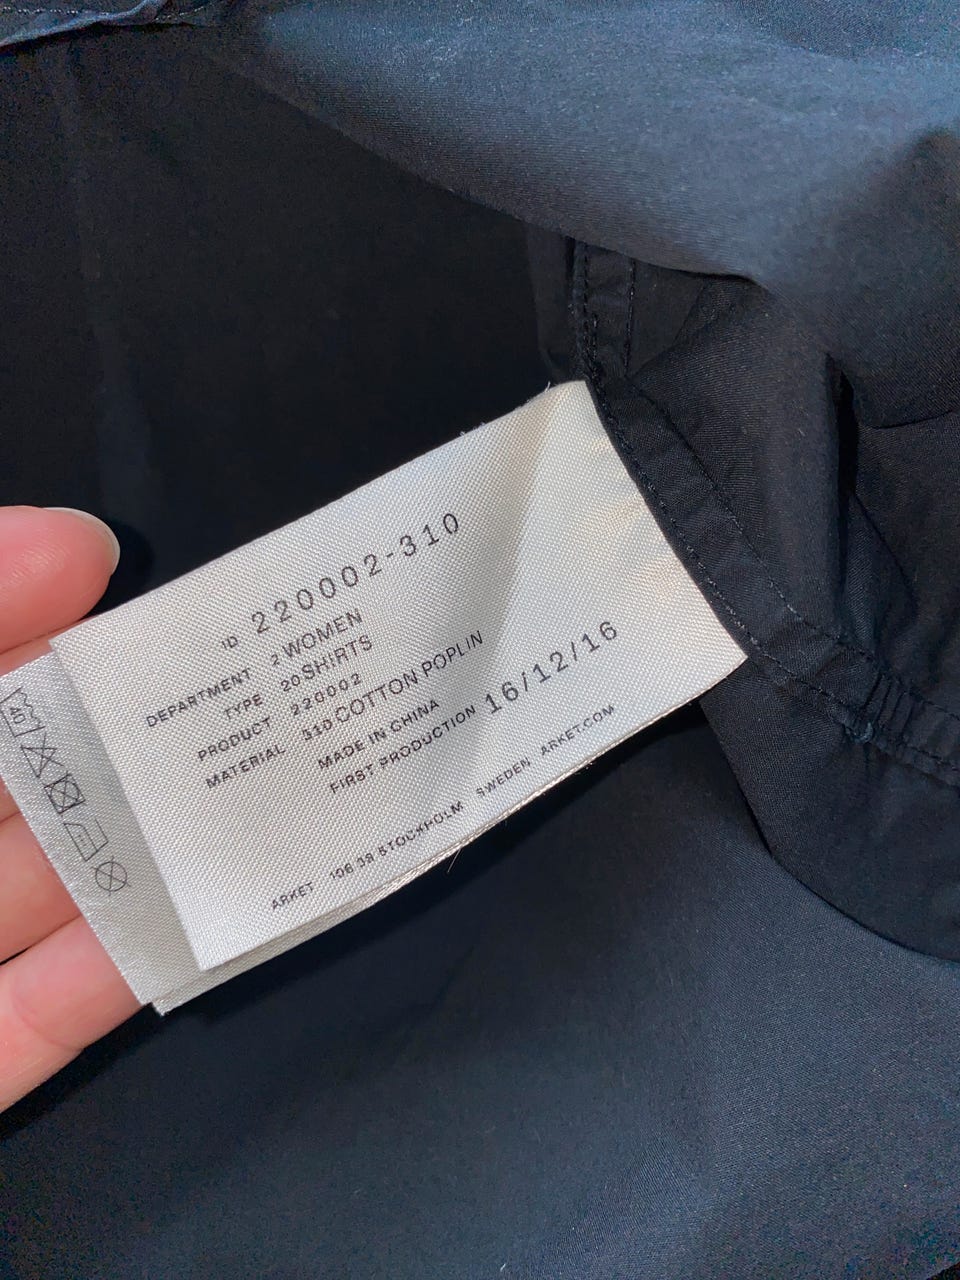 ID 220002-310
DEPARTMENT 2 WOMEN
TYPE 20 SHIRTS
PRODUCT 220002
MATERIAL 310 COTTON POPLIN
MADE IN CHINA
FIRST PRODUCTION 16/12/16
ARKET 106 38 STOCKHOLM SWEDEN ARKET.COM
40